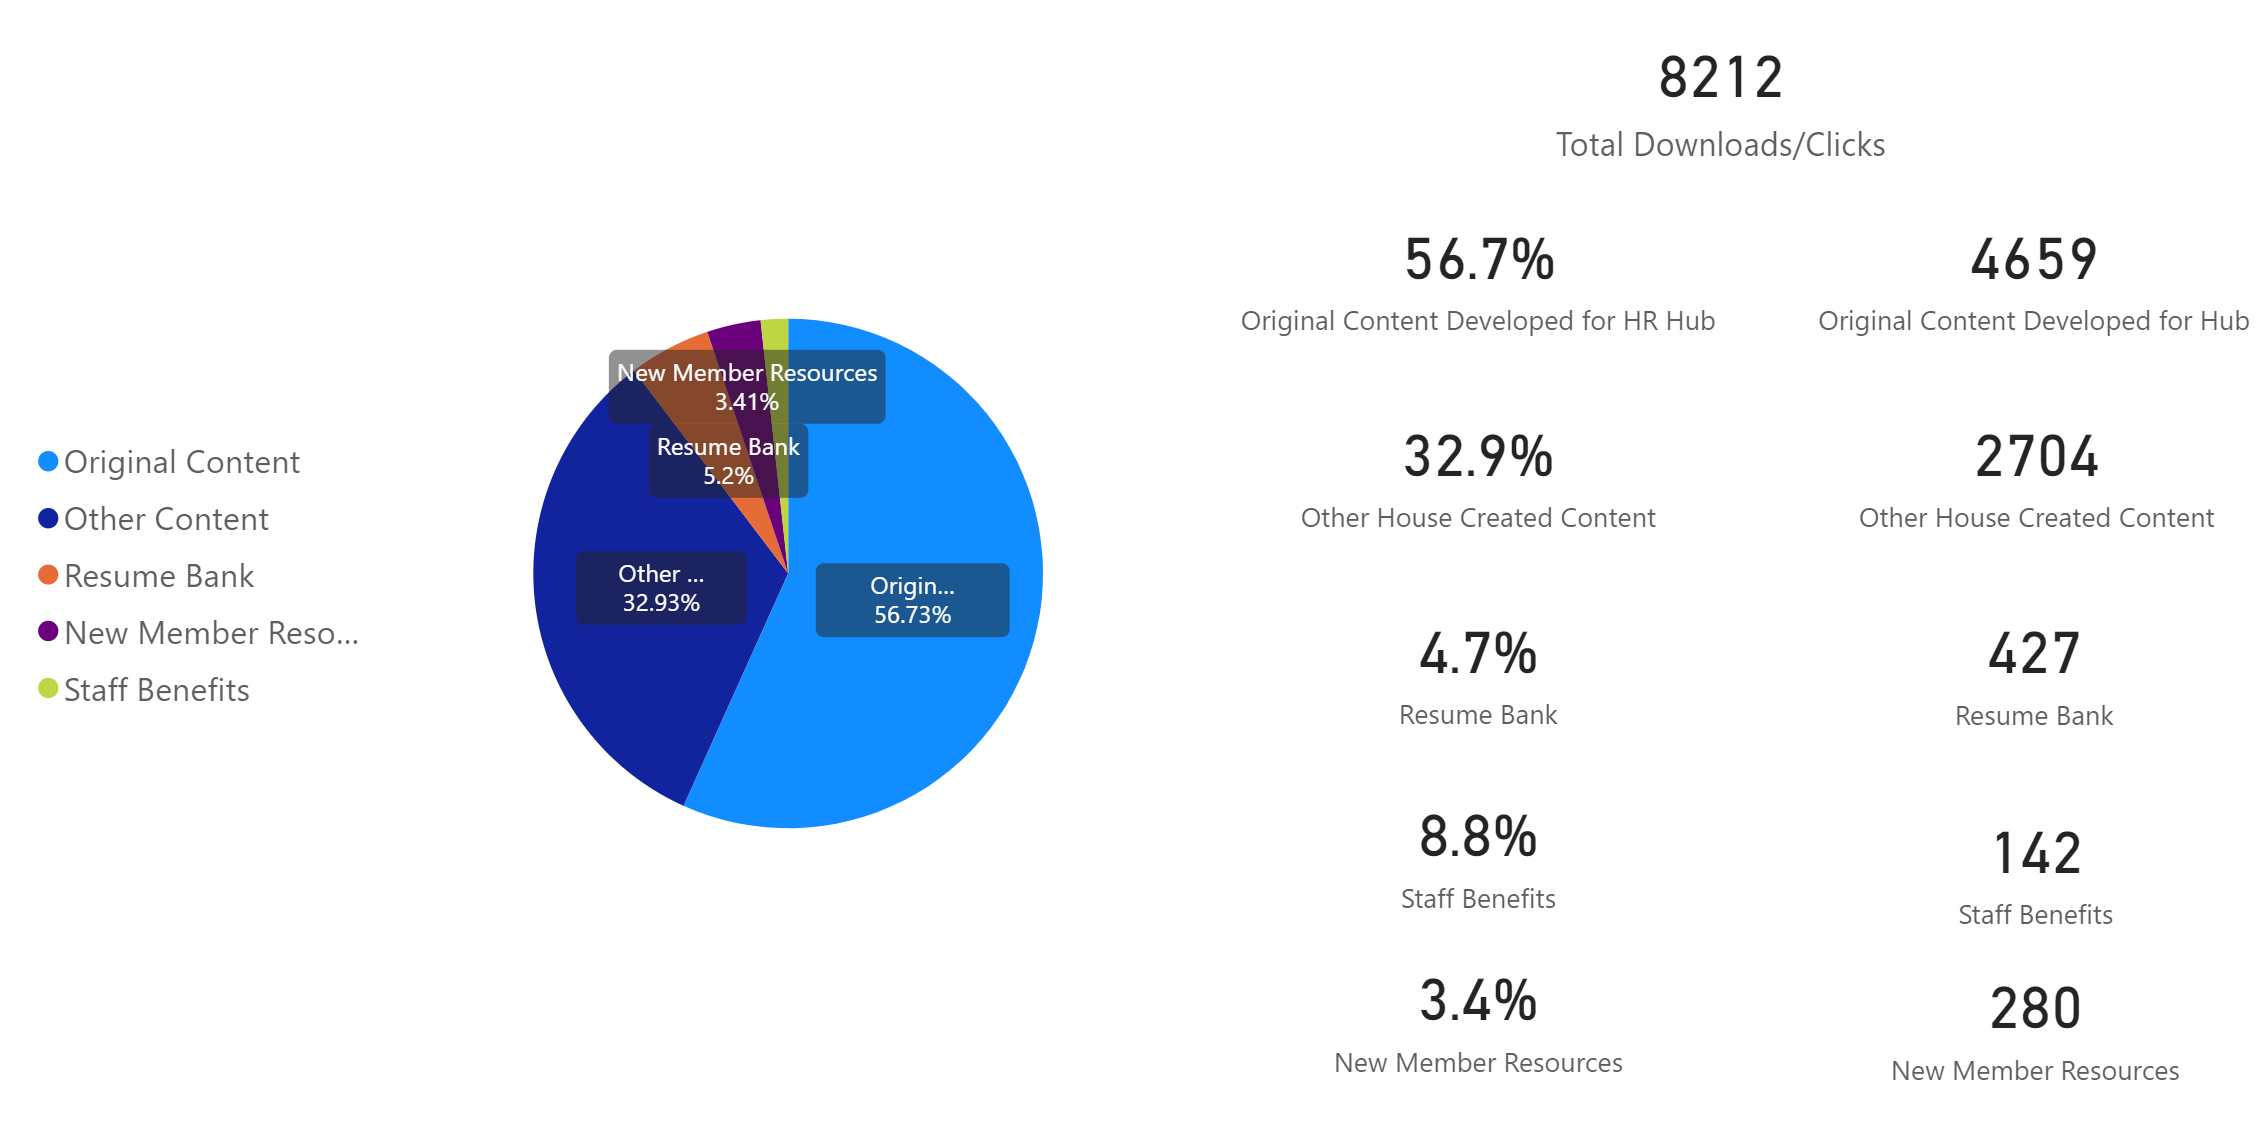 Original Content
Other Content
Resume Bank
New Member Reso...
Staff Benefits
New Member Resources
3.41%
Resume Bank
5.2%
Other ...
32.93%
Origin...
56.73%
8212
Total Downloads/Clicks
56.7%
Original Content Developed for HR Hub
4659
Original Content Developed for Hub
32.9%
Other House Created Content
2704
Other House Created Content
4.7%
Resume Bank
427
Resume Bank
8.8%
Staff Benefits
142
Staff Benefits
3.4%
New Member Resources
280
New Member Resources